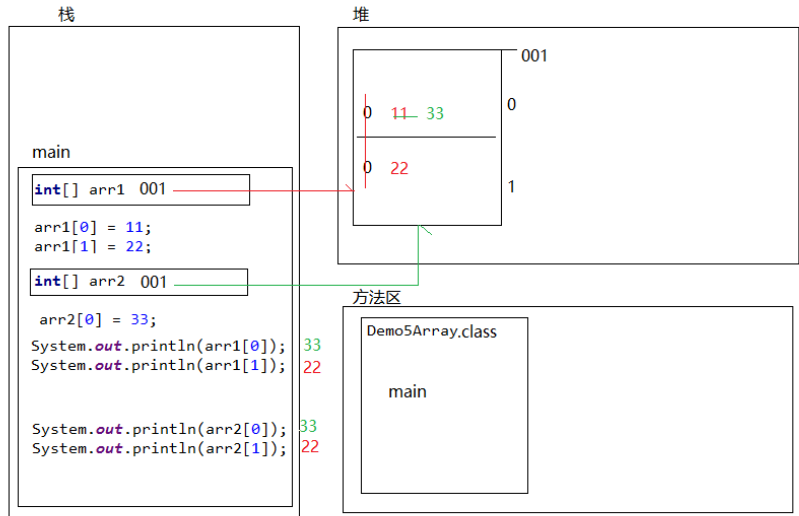 栈
main
int[] arr1 001
arr1[0] = 11;
arr1[1] = 22;
int[] arr2 001
arr2[0] = 33;
System.out.println(arr1[0]); 33
System.out.println(arr1[1]); 22
System.out.println(arr2[0]); 33
System.out.println(arr2[1]); 22
堆
001
0 11 33 0
0 22 1
方法区
Demo5Array.class
main